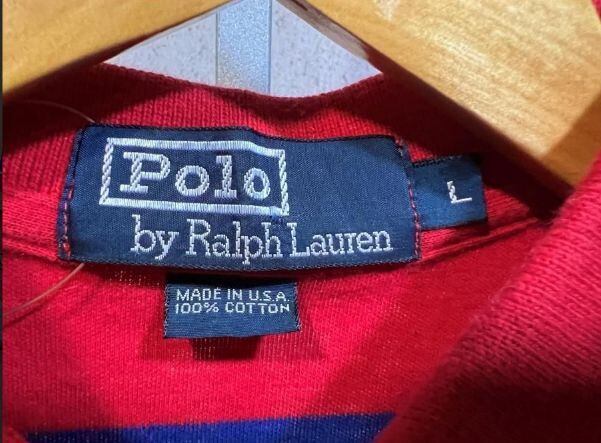 Polo
by Ralph Lauren
L
MADE IN U.S.A.
100% COTTON